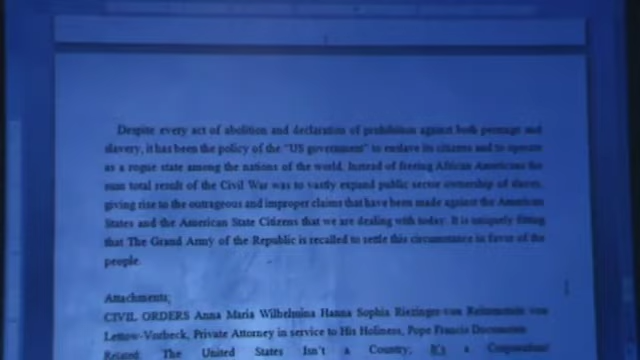 Despite every act of abolition and declaration of prohibition against both peonage and
slavery, it has been the policy of the "US government" to enslave its citizens and to operate
as a rogue state among the nations of the world. Instead of freeing African Americans the
sum total result of the Civil War was to vastly expand public sector ownership of slaves,
giving rise to the outrageous and improper claims that have been made against the American
States and the American State Citizens that we are dealing with today. It is uniquely fitting
that The Grand Army of the Republic is recalled to settle this circumstance in favor of the
people.
Attachments;
CIVIL ORDERS Anna Maria Wilhelmina Hanna Sophia Riezinger-von Reitzenstein von
Lettow-Vorbeck, Private Attorney in service to His Holiness, Pope Francis Documents
Related: The United States Isn't a Country; It's a Corporation!